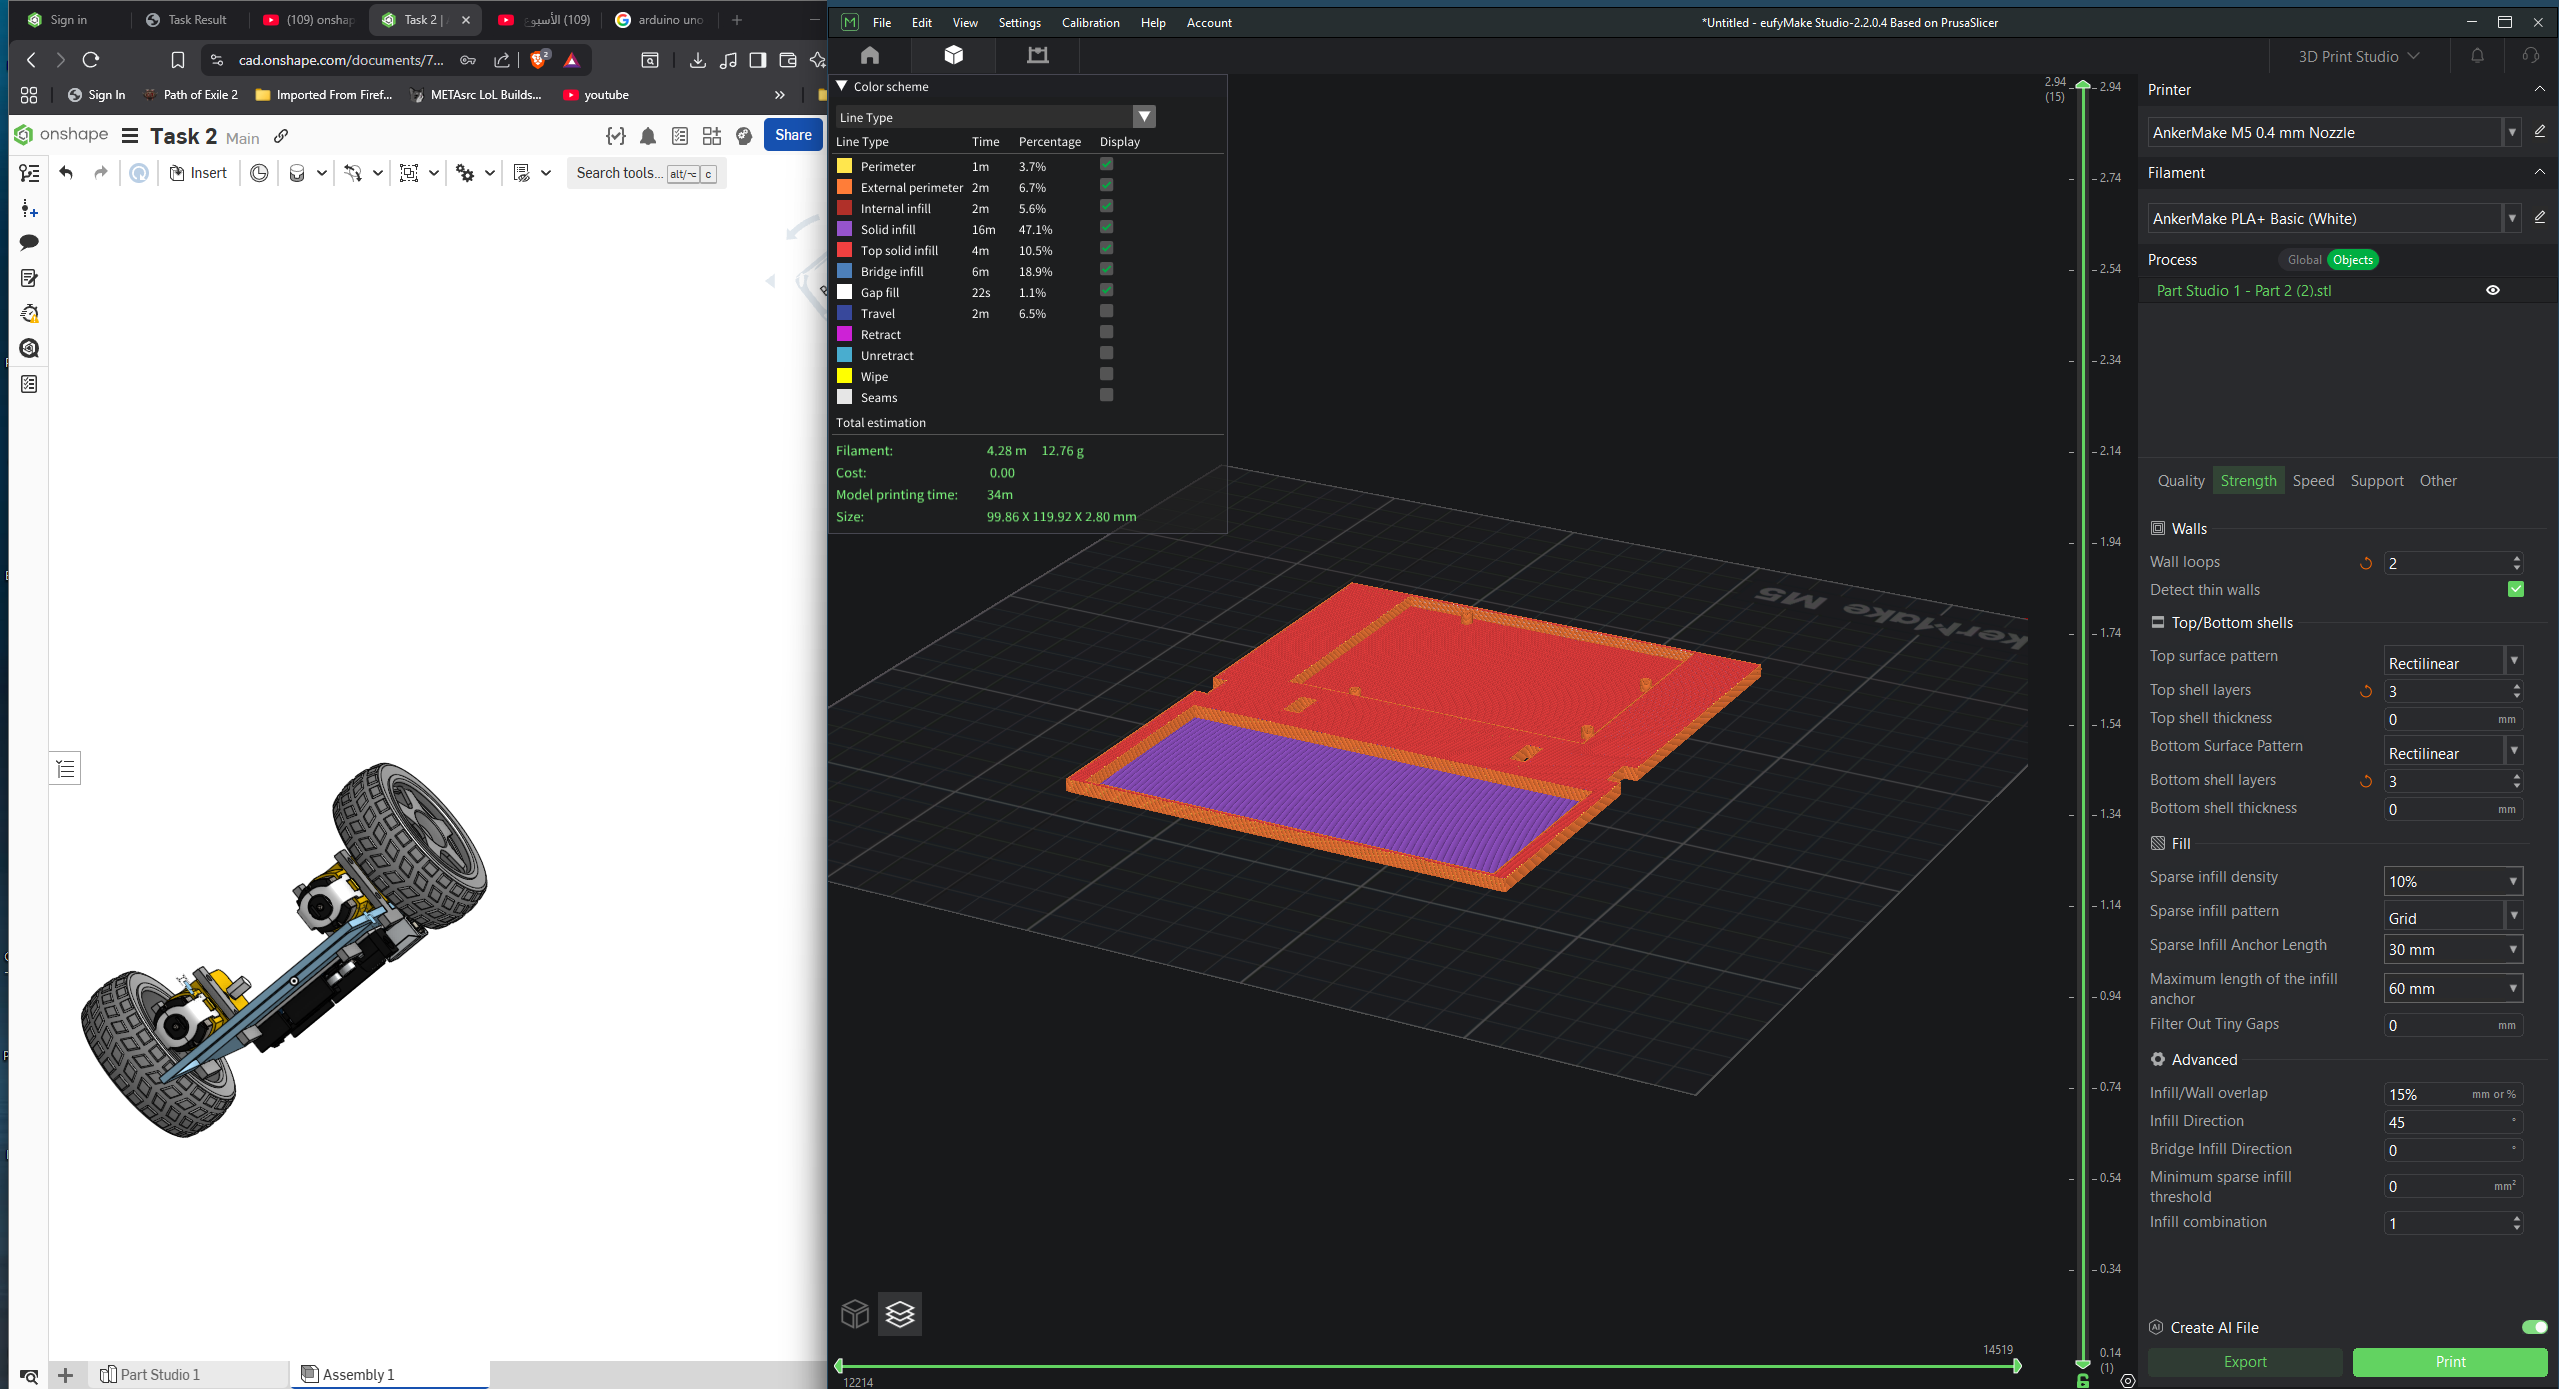 Sign in
Task Result
(109) onshap
Task 2 |
(109) الأسبوع
arduino uno
cad.onshape.com/documents/7...
2
Sign In
Path of Exile 2
Imported From Firef...
METAsrc LoL Builds...
youtube
onshape
Task 2 Main
Share
Insert
Search tools... alt/⌥ c
Part Studio 1
Assembly 1
File Edit View Settings Calibration Help Account
*Untitled - eufyMake Studio-2.2.0.4 Based on PrusaSlicer
3D Print Studio
Color scheme
Line Type
Line Type Time Percentage Display
Perimeter 1m 3.7%
External perimeter 2m 6.7%
Internal infill 2m 5.6%
Solid infill 16m 47.1%
Top solid infill 4m 10.5%
Bridge infill 6m 18.9%
Gap fill 22s 1.1%
Travel 2m 6.5%
Retract
Unretract
Wipe
Seams
Total estimation
Filament: 4.28 m 12.76 g
Cost: 0.00
Model printing time: 34m
Size: 99.86 X 119.92 X 2.80 mm
kerMake M5
2.94
(15)
2.94
2.74
2.54
2.34
2.14
1.94
1.74
1.54
1.34
1.14
0.94
0.74
0.54
0.34
0.14
(1)
14519
12214
Printer
AnkerMake M5 0.4 mm Nozzle
Filament
AnkerMake PLA+ Basic (White)
Process Global Objects
Part Studio 1 - Part 2 (2).stl
Quality Strength Speed Support Other
Walls
Wall loops 2
Detect thin walls
Top/Bottom shells
Top surface pattern Rectilinear
Top shell layers 3
Top shell thickness 0 mm
Bottom Surface Pattern Rectilinear
Bottom shell layers 3
Bottom shell thickness 0 mm
Fill
Sparse infill density 10%
Sparse infill pattern Grid
Sparse Infill Anchor Length 30 mm
Maximum length of the infill anchor 60 mm
Filter Out Tiny Gaps 0 mm
Advanced
Infill/Wall overlap 15% mm or %
Infill Direction 45 °
Bridge Infill Direction 0 °
Minimum sparse infill threshold 0 mm²
Infill combination 1
Create AI File
Export
Print